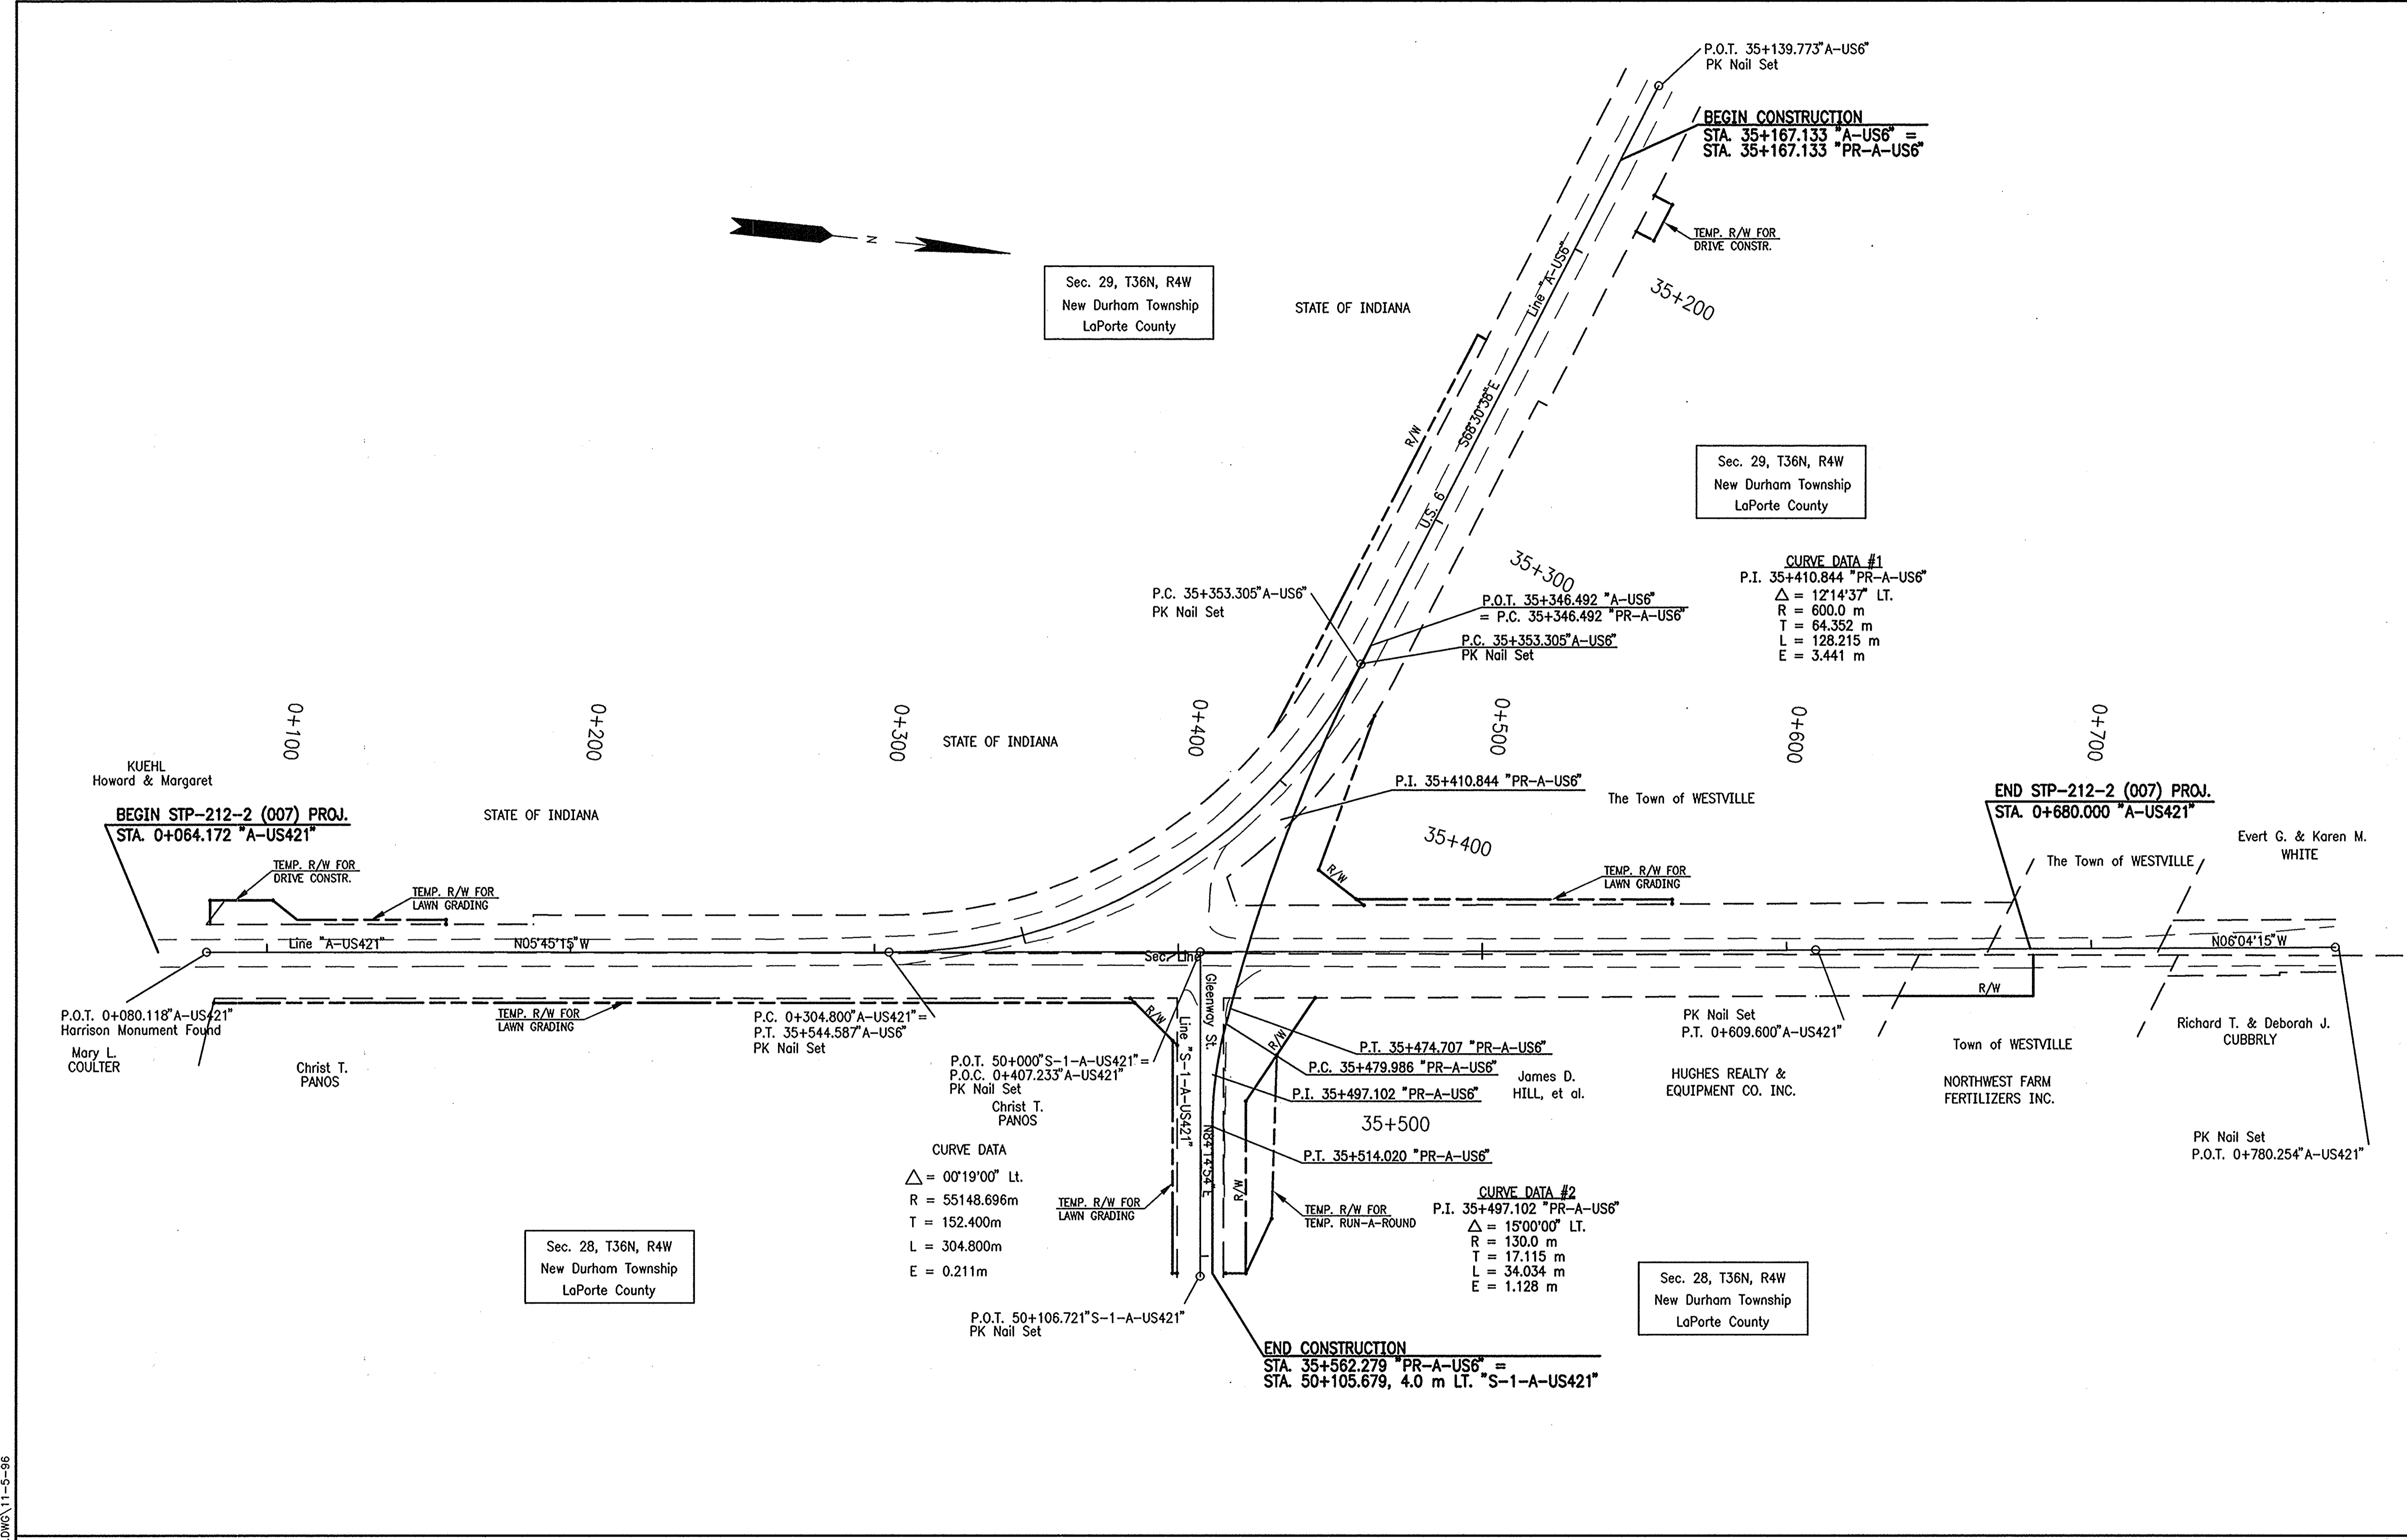 P.O.T. 35+139.773"A-US6"
PK Nail Set
BEGIN CONSTRUCTION
STA. 35+167.133 "A-US6" =
STA. 35+167.133 "PR-A-US6"
N
TEMP. R/W FOR
DRIVE CONSTR.
Sec. 29, T36N, R4W
New Durham Township
LaPorte County
STATE OF INDIANA
Line "A-US6"
35+200
S68°30'38"E
R/W
U.S. 6
Sec. 29, T36N, R4W
New Durham Township
LaPorte County
35+300
P.C. 35+353.305"A-US6"
PK Nail Set
P.O.T. 35+346.492 "A-US6"
= P.C. 35+346.492 "PR-A-US6"
P.C. 35+353.305"A-US6"
PK Nail Set
CURVE DATA #1
P.I. 35+410.844 "PR-A-US6"
△ = 12°14'37" LT.
R = 600.0 m
T = 64.352 m
L = 128.215 m
E = 3.441 m
0+100
0+200
0+300
0+400
0+500
0+600
0+700
STATE OF INDIANA
KUEHL
Howard & Margaret
BEGIN STP-212-2 (007) PROJ.
STA. 0+064.172 "A-US421"
STATE OF INDIANA
P.I. 35+410.844 "PR-A-US6"
The Town of WESTVILLE
END STP-212-2 (007) PROJ.
STA. 0+680.000 "A-US421"
35+400
Evert G. & Karen M.
WHITE
The Town of WESTVILLE
TEMP. R/W FOR
DRIVE CONSTR.
TEMP. R/W FOR
LAWN GRADING
R/W
TEMP. R/W FOR
LAWN GRADING
Line "A-US421"
N05°45'15"W
Sec. Line
N06°04'15"W
P.O.T. 0+080.118"A-US421"
Harrison Monument Found
Mary L.
COULTER
TEMP. R/W FOR
LAWN GRADING
Christ T.
PANOS
P.C. 0+304.800"A-US421"=
P.T. 35+544.587"A-US6"
PK Nail Set
R/W
Gleenway St.
Line "S-1-A-US421"
R/W
R/W
P.O.T. 50+000"S-1-A-US421"=
P.O.C. 0+407.233"A-US421"
PK Nail Set
Christ T.
PANOS
P.T. 35+474.707 "PR-A-US6"
P.C. 35+479.986 "PR-A-US6"
P.I. 35+497.102 "PR-A-US6"
35+500
P.T. 35+514.020 "PR-A-US6"
N84°14'54"E
R/W
James D.
HILL, et al.
PK Nail Set
P.T. 0+609.600"A-US421"
HUGHES REALTY &
EQUIPMENT CO. INC.
Town of WESTVILLE
NORTHWEST FARM
FERTILIZERS INC.
Richard T. & Deborah J.
CUBBRLY
PK Nail Set
P.O.T. 0+780.254"A-US421"
CURVE DATA
△ = 00°19'00" Lt.
R = 55148.696m
T = 152.400m
L = 304.800m
E = 0.211m
TEMP. R/W FOR
LAWN GRADING
TEMP. R/W FOR
TEMP. RUN-A-ROUND
CURVE DATA #2
P.I. 35+497.102 "PR-A-US6"
△ = 15°00'00" LT.
R = 130.0 m
T = 17.115 m
L = 34.034 m
E = 1.128 m
Sec. 28, T36N, R4W
New Durham Township
LaPorte County
Sec. 28, T36N, R4W
New Durham Township
LaPorte County
P.O.T. 50+106.721"S-1-A-US421"
PK Nail Set
END CONSTRUCTION
STA. 35+562.279 "PR-A-US6" =
STA. 50+105.679, 4.0 m LT. "S-1-A-US421"
.DWG\11-5-96